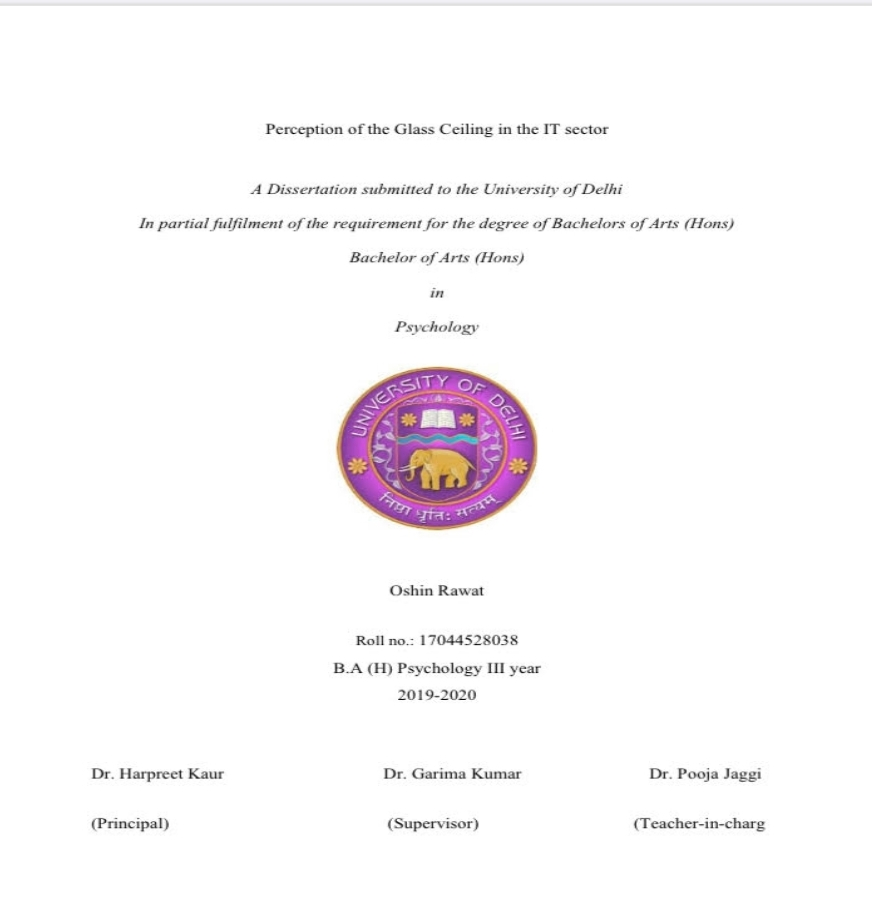 Perception of the Glass Ceiling in the IT sector
A Dissertation submitted to the University of Delhi
In partial fulfilment of the requirement for the degree of Bachelors of Arts (Hons)
Bachelor of Arts (Hons)
in
Psychology
UNIVERSITY OF DELHI
निष्ठा धृतिः सत्यम्
Oshin Rawat
Roll no.: 17044528038
B.A (H) Psychology III year
2019-2020
Dr. Harpreet Kaur Dr. Garima Kumar Dr. Pooja Jaggi
(Principal) (Supervisor) (Teacher-in-charg